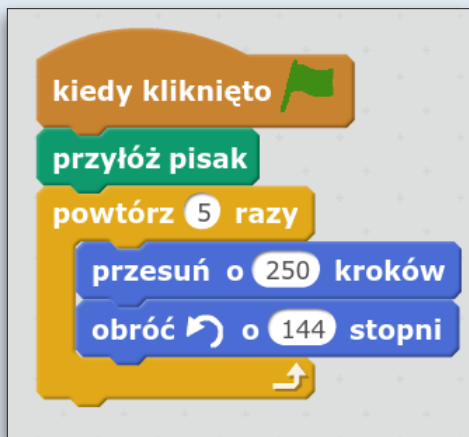 kiedy kliknięto
przyłóż pisak
powtórz 5 razy
przesuń o 250 kroków
obróć o 144 stopni